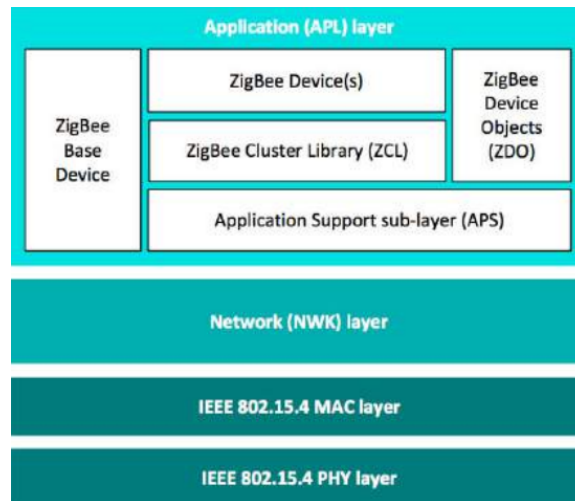 Application (APL) layer
ZigBee
Base
Device
ZigBee Device(s)
ZigBee Cluster Library (ZCL)
ZigBee
Device
Objects
(ZDO)
Application Support sub-layer (APS)
Network (NWK) layer
IEEE 802.15.4 MAC layer
IEEE 802.15.4 PHY layer